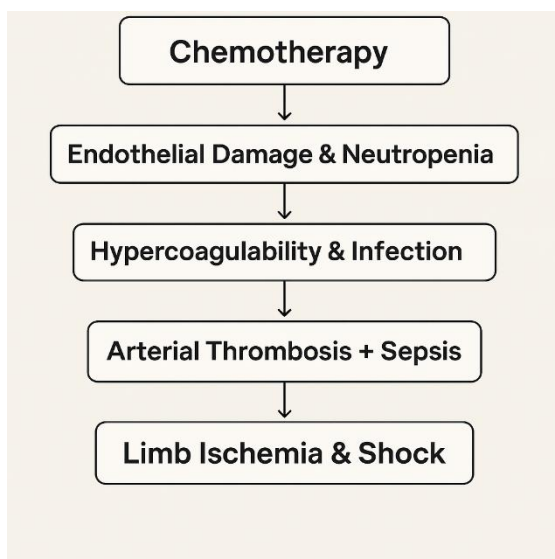 Chemotherapy
Endothelial Damage & Neutropenia
Hypercoagulability & Infection
Arterial Thrombosis + Sepsis
Limb Ischemia & Shock